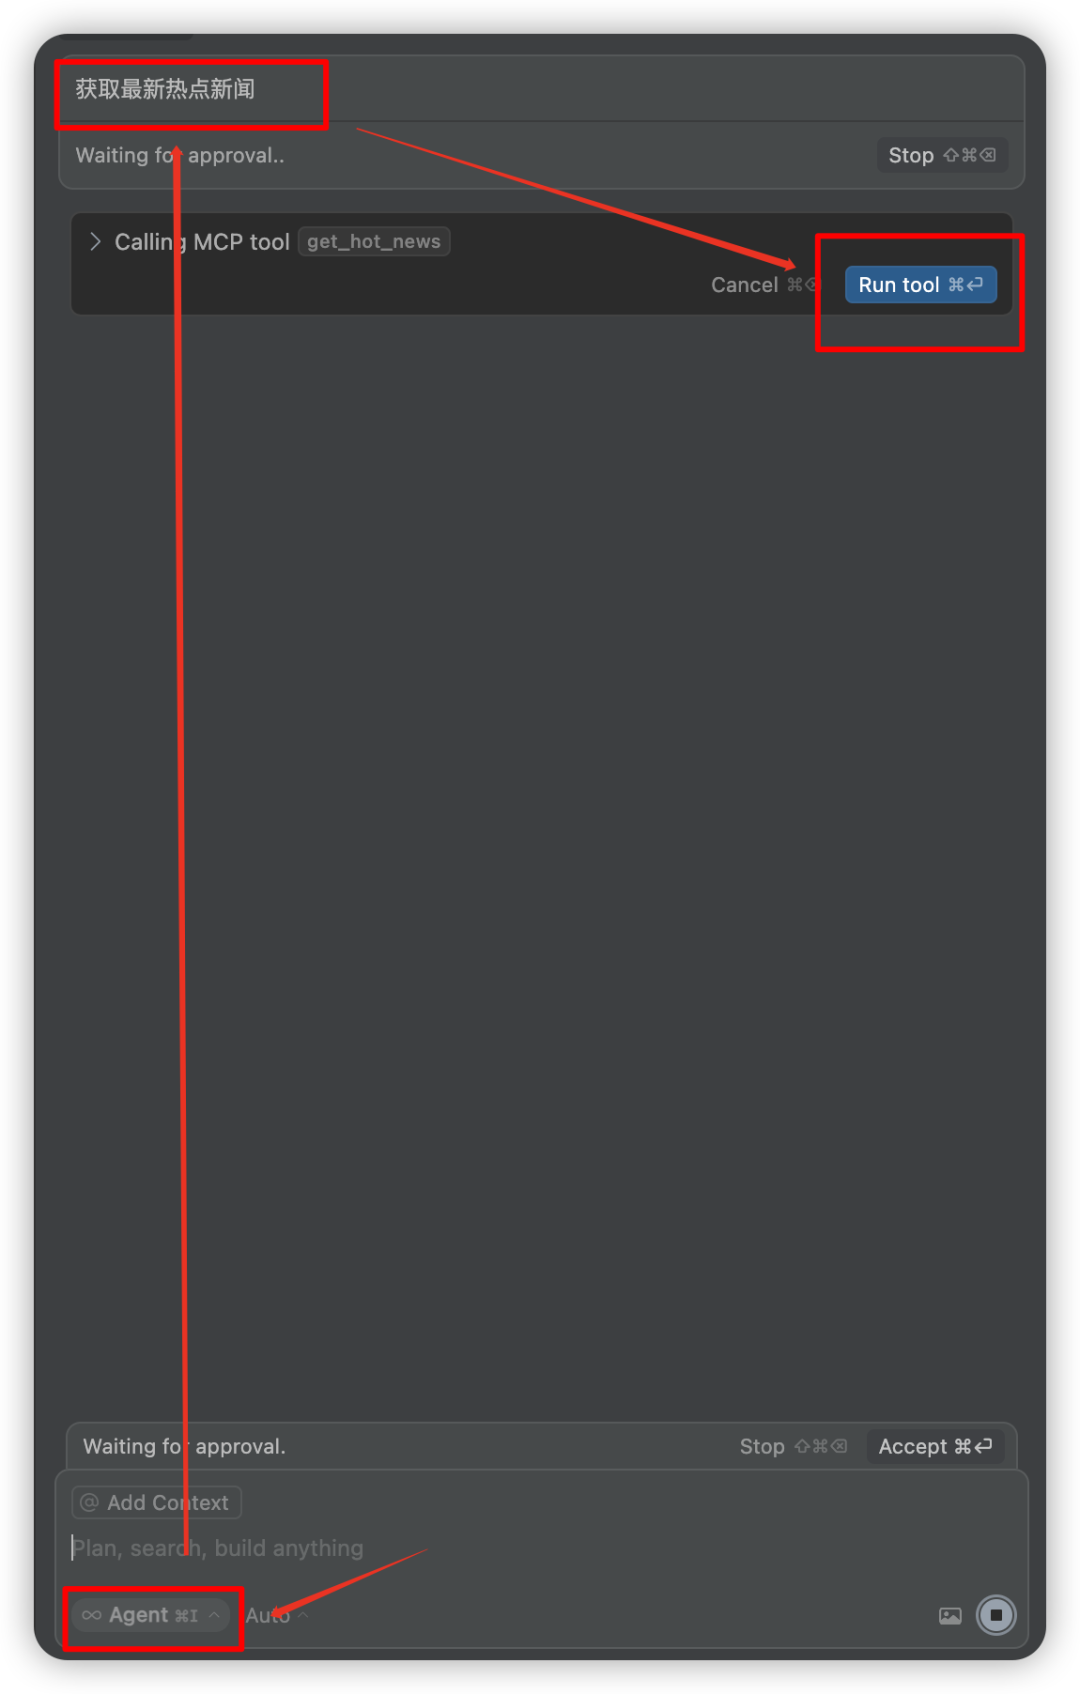 获取最新热点新闻
Waiting for approval.. Stop ⇧⌘⌫
Calling MCP tool get_hot_news
Cancel ⌘⌫ Run tool ⌘⏎
Waiting for approval. Stop ⇧⌘⌫ Accept ⌘⏎
@ Add Context
Plan, search, build anything
∞ Agent ⌘I Auto